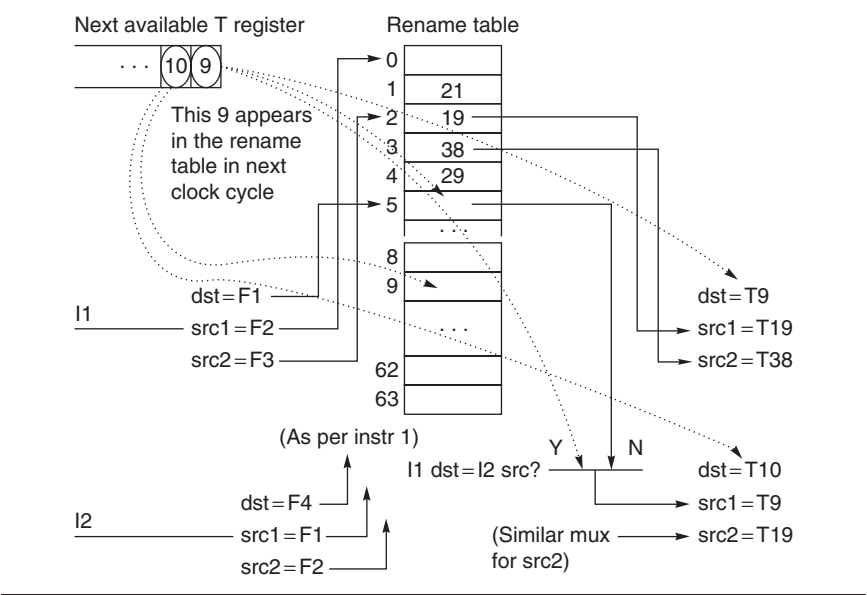 Next available T register
Rename table
· · · 10 9
This 9 appears
in the rename
table in next
clock cycle
0
1 21
2 19
3 38
4 29
5
· · ·
8
9
· · ·
62
63
I1
dst=F1
src1=F2
src2=F3
dst=T9
src1=T19
src2=T38
(As per instr 1)
I1 dst=I2 src?
Y N
I2
dst=F4
src1=F1
src2=F2
dst=T10
src1=T9
src2=T19
(Similar mux
for src2)